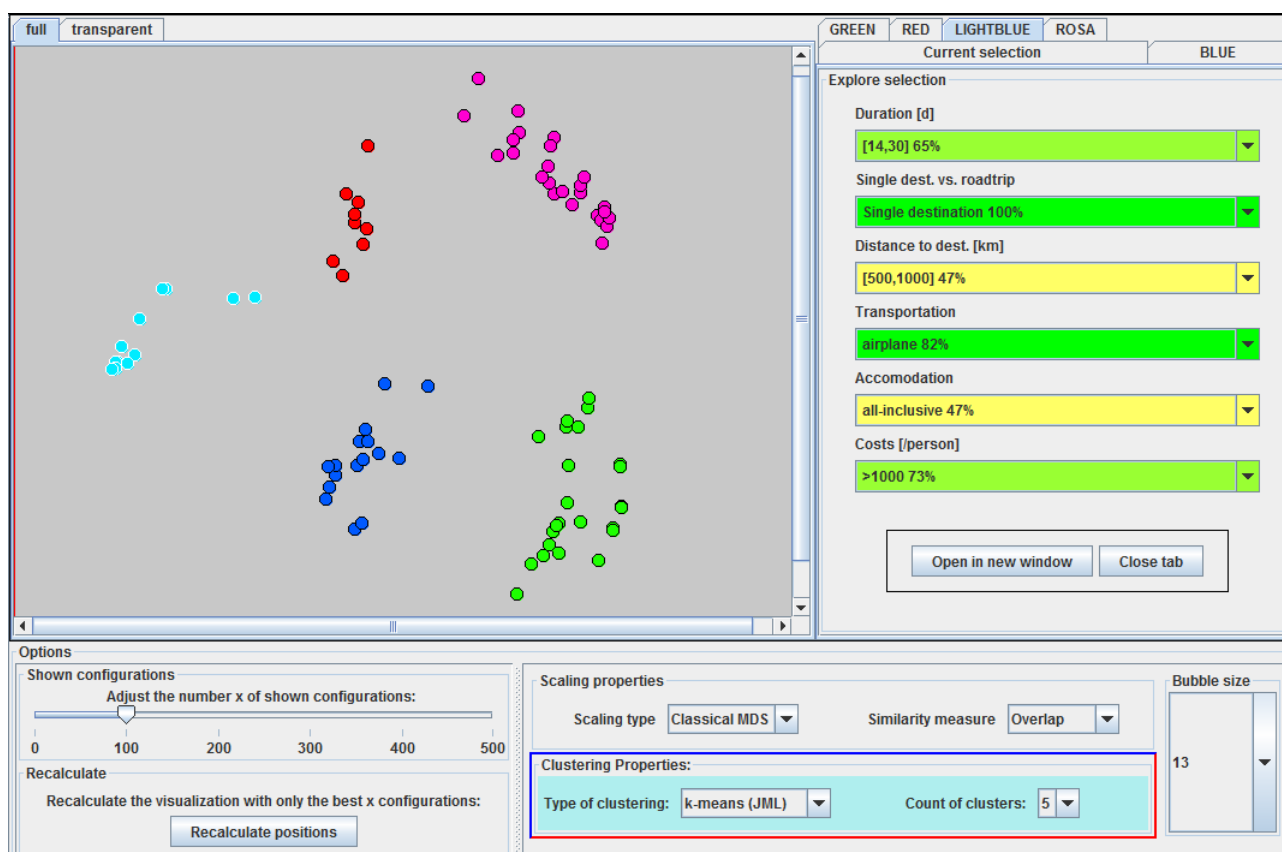 full transparent
GREEN RED LIGHTBLUE ROSA
Current selection BLUE
Explore selection
Duration [d]
[14,30] 65%
Single dest. vs. roadtrip
Single destination 100%
Distance to dest. [km]
[500,1000] 47%
Transportation
airplane 82%
Accomodation
all-inclusive 47%
Costs [/person]
>1000 73%
Open in new window Close tab
Options
Shown configurations
Adjust the number x of shown configurations:
0 100 200 300 400 500
Recalculate
Recalculate the visualization with only the best x configurations:
Recalculate positions
Scaling properties
Scaling type Classical MDS Similarity measure Overlap
Clustering Properties:
Type of clustering: k-means (JML) Count of clusters: 5
Bubble size
13